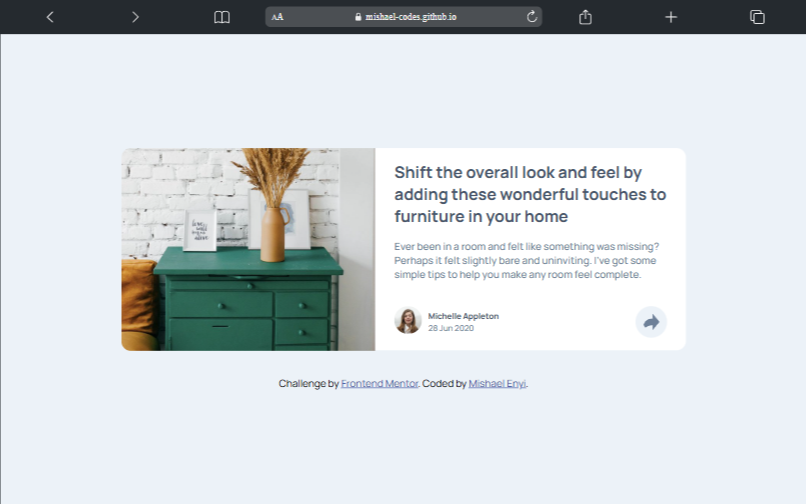 AA
mishael-codes.github.io
Shift the overall look and feel by
adding these wonderful touches to
furniture in your home
Ever been in a room and felt like something was missing?
Perhaps it felt slightly bare and uninviting. I've got some
simple tips to help you make any room feel complete.
Michelle Appleton
28 Jun 2020
Challenge by Frontend Mentor. Coded by Mishael Enyi.